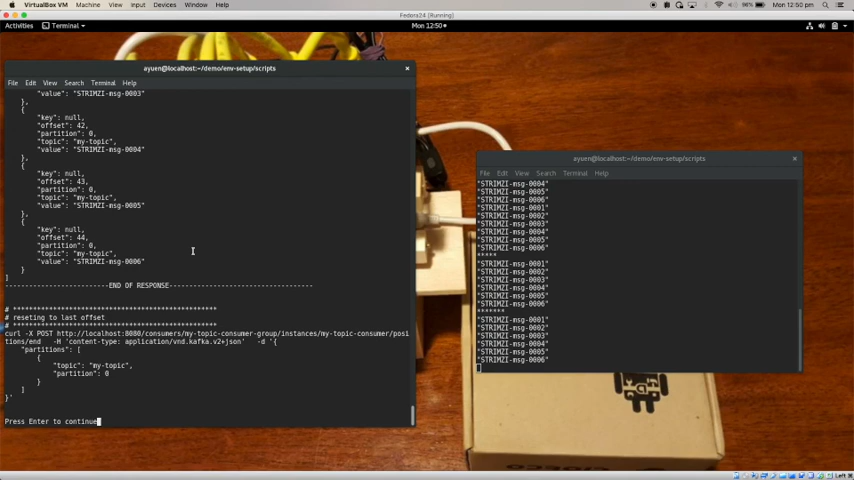 VirtualBox VM Machine View Input Devices Window Help
96% Mon 12:50 pm
Fedora24 [Running]
Activities Terminal Mon 12:50
ayuen@localhost:~/demo/env-setup/scripts
File Edit View Search Terminal Help
"value": "STRIMZI-msg-0003"
},
{
"key": null,
"offset": 42,
"partition": 0,
"topic": "my-topic",
"value": "STRIMZI-msg-0004"
},
{
"key": null,
"offset": 43,
"partition": 0,
"topic": "my-topic",
"value": "STRIMZI-msg-0005"
},
{
"key": null,
"offset": 44,
"partition": 0,
"topic": "my-topic",
"value": "STRIMZI-msg-0006"
}
]
--------------------------END OF RESPONSE-----------------------------------
# ***************************************************
# reseting to last offset
# ***************************************************
curl -X POST http://localhost:8080/consumers/my-topic-consumer-group/instances/my-topic-consumer/posi
tions/end -H 'content-type: application/vnd.kafka.v2+json' -d '{
"partitions": [
{
"topic": "my-topic",
"partition": 0
}
]
}'
Press Enter to continue
ayuen@localhost:~/demo/env-setup/scripts
File Edit View Search Terminal Help
"STRIMZI-msg-0004"
"STRIMZI-msg-0005"
"STRIMZI-msg-0006"
"STRIMZI-msg-0001"
"STRIMZI-msg-0002"
"STRIMZI-msg-0003"
"STRIMZI-msg-0004"
"STRIMZI-msg-0005"
"STRIMZI-msg-0006"
*****
"STRIMZI-msg-0001"
"STRIMZI-msg-0002"
"STRIMZI-msg-0003"
"STRIMZI-msg-0004"
"STRIMZI-msg-0005"
"STRIMZI-msg-0006"
*******
"STRIMZI-msg-0001"
"STRIMZI-msg-0002"
"STRIMZI-msg-0003"
"STRIMZI-msg-0004"
"STRIMZI-msg-0005"
"STRIMZI-msg-0006"
Left ⌘